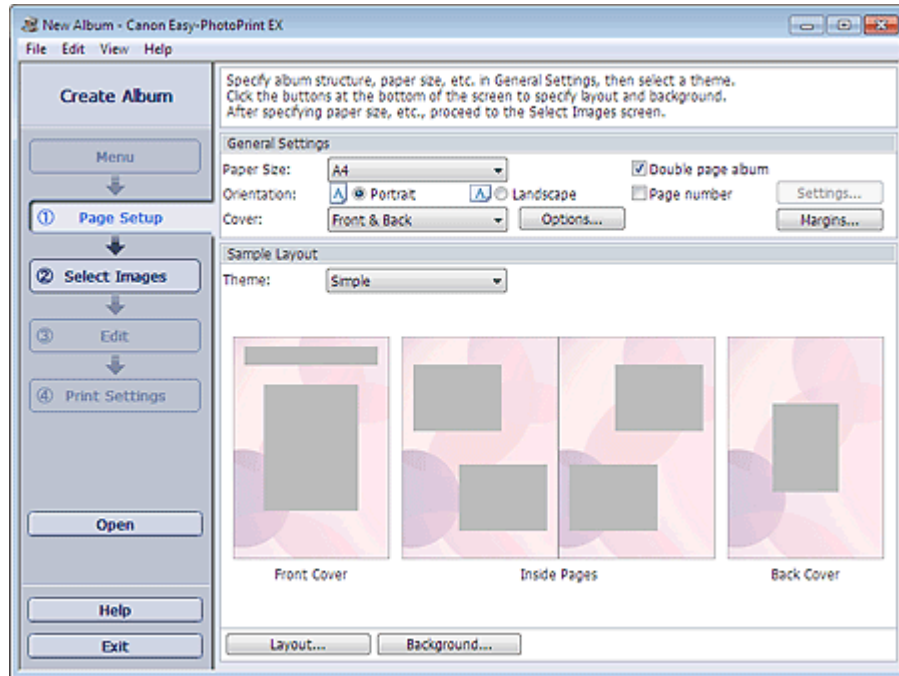 New Album - Canon Easy-PhotoPrint EX
File Edit View Help
Create Album
Menu
① Page Setup
② Select Images
③ Edit
④ Print Settings
Open
Help
Exit
Specify album structure, paper size, etc. in General Settings, then select a theme.
Click the buttons at the bottom of the screen to specify layout and background.
After specifying paper size, etc., proceed to the Select Images screen.
General Settings
Paper Size: A4 Double page album
Orientation: A Portrait A Landscape Page number Settings...
Cover: Front & Back Options... Margins...
Sample Layout
Theme: Simple
Front Cover Inside Pages Back Cover
Layout... Background...